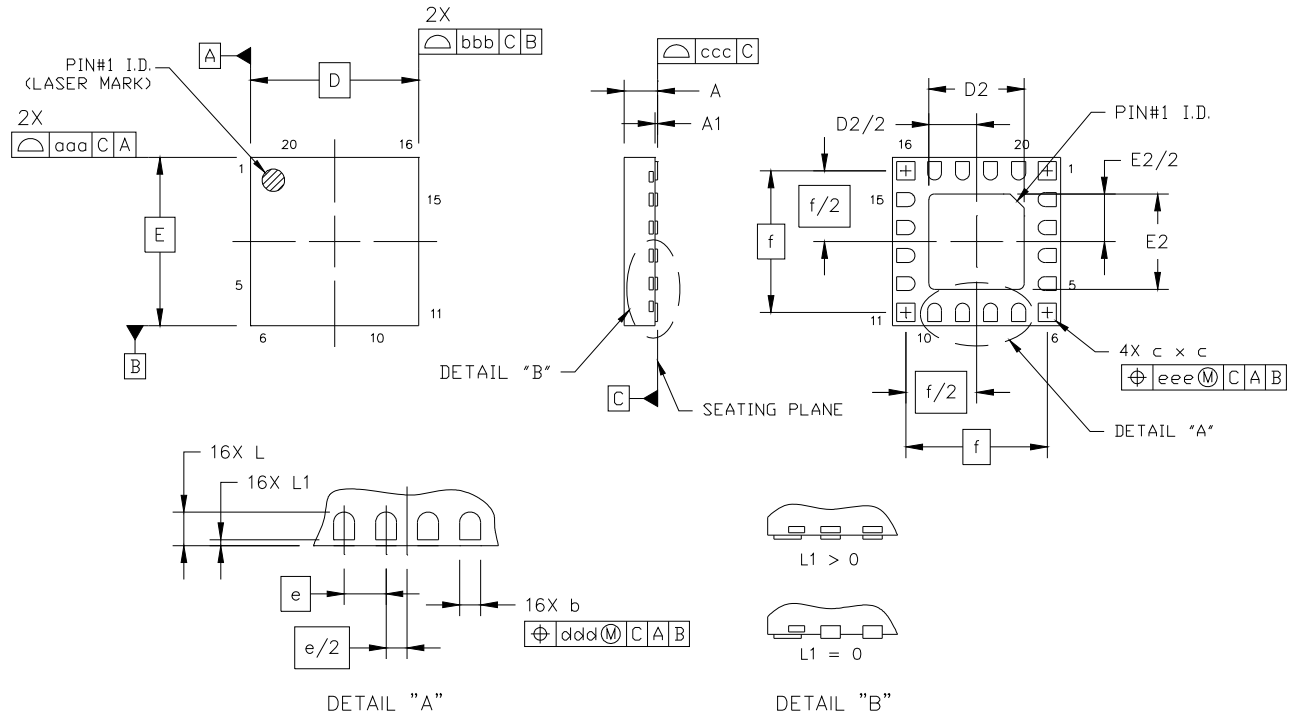 2X
bbb C B
A
PIN#1 I.D.
(LASER MARK)
D
2X
aaa C A
20
16
1
15
E
5
11
6
10
B
ccc C
A
A1
DETAIL "B"
C
SEATING PLANE
D2
D2/2
PIN#1 I.D.
16
20
E2/2
1
15
f/2
f
E2
5
11
10
6
4X c x c
eee M C A B
f/2
f
DETAIL "A"
16X L
16X L1
e
16X b
ddd M C A B
e/2
DETAIL "A"
L1 > 0
L1 = 0
DETAIL "B"